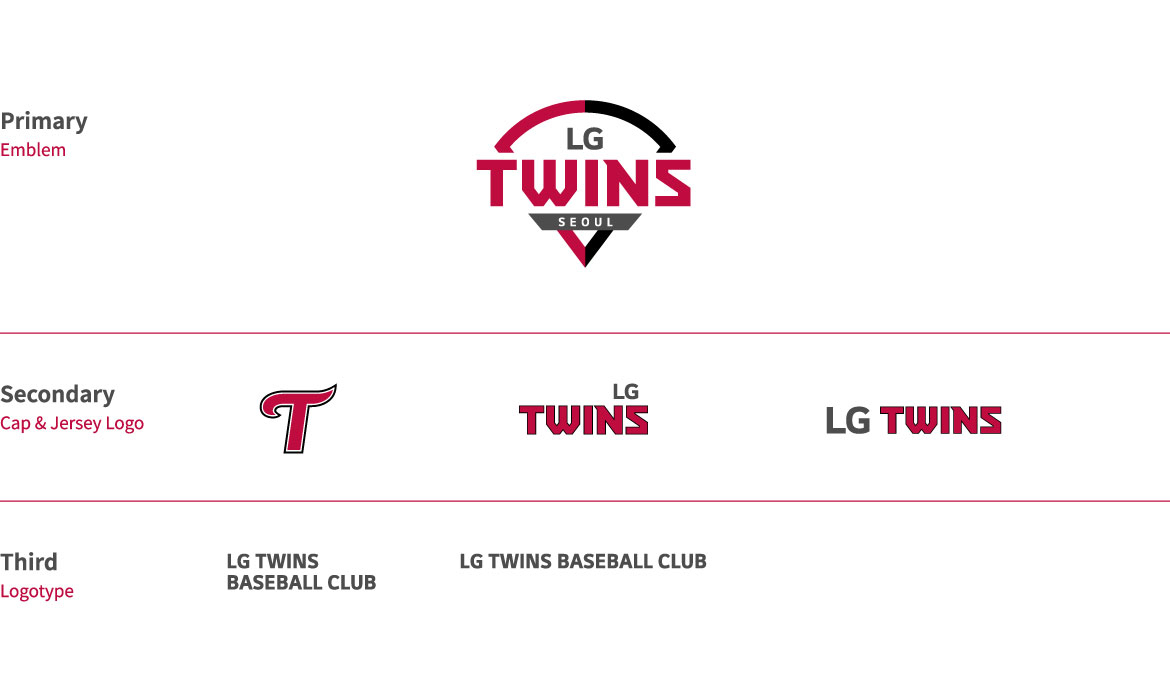 Primary
Emblem
LG
TWINS
SEOUL
Secondary
Cap & Jersey Logo
T
LG
TWINS
LG TWINS
Third
Logotype
LG TWINS
BASEBALL CLUB
LG TWINS BASEBALL CLUB